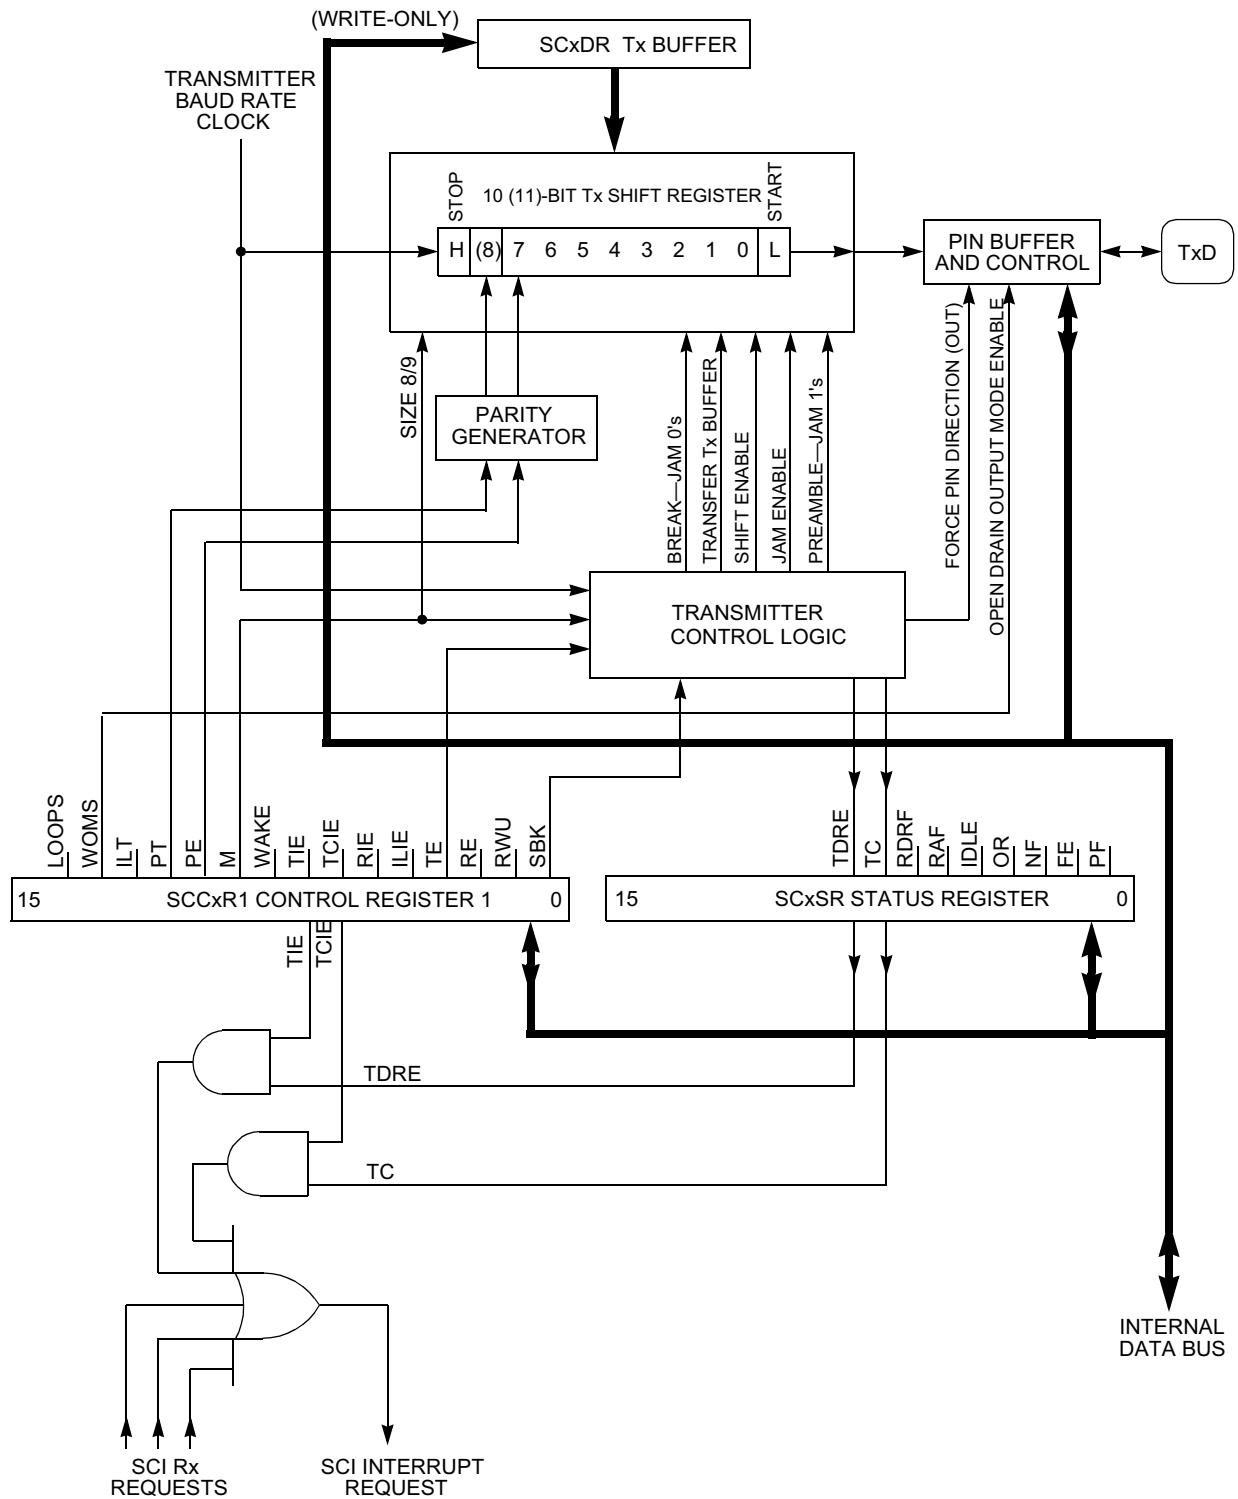 (WRITE-ONLY)
SCxDR Tx BUFFER
TRANSMITTER
BAUD RATE
CLOCK
STOP
10 (11)-BIT Tx SHIFT REGISTER
START
H (8) 7 6 5 4 3 2 1 0 L
PIN BUFFER
AND CONTROL
TxD
SIZE 8/9
PARITY
GENERATOR
BREAK—JAM 0's
TRANSFER Tx BUFFER
SHIFT ENABLE
JAM ENABLE
PREAMBLE—JAM 1's
FORCE PIN DIRECTION (OUT)
OPEN DRAIN OUTPUT MODE ENABLE
TRANSMITTER
CONTROL LOGIC
LOOPS
WOMS
ILT
PT
PE
M
WAKE
TIE
TCIE
RIE
ILIE
TE
RE
RWU
SBK
TDRE
TC
RDRF
RAF
IDLE
OR
NF
FE
PF
15 SCCxR1 CONTROL REGISTER 1 0
15 SCxSR STATUS REGISTER 0
TIE
TCIE
TDRE
TC
INTERNAL
DATA BUS
SCI Rx
REQUESTS
SCI INTERRUPT
REQUEST